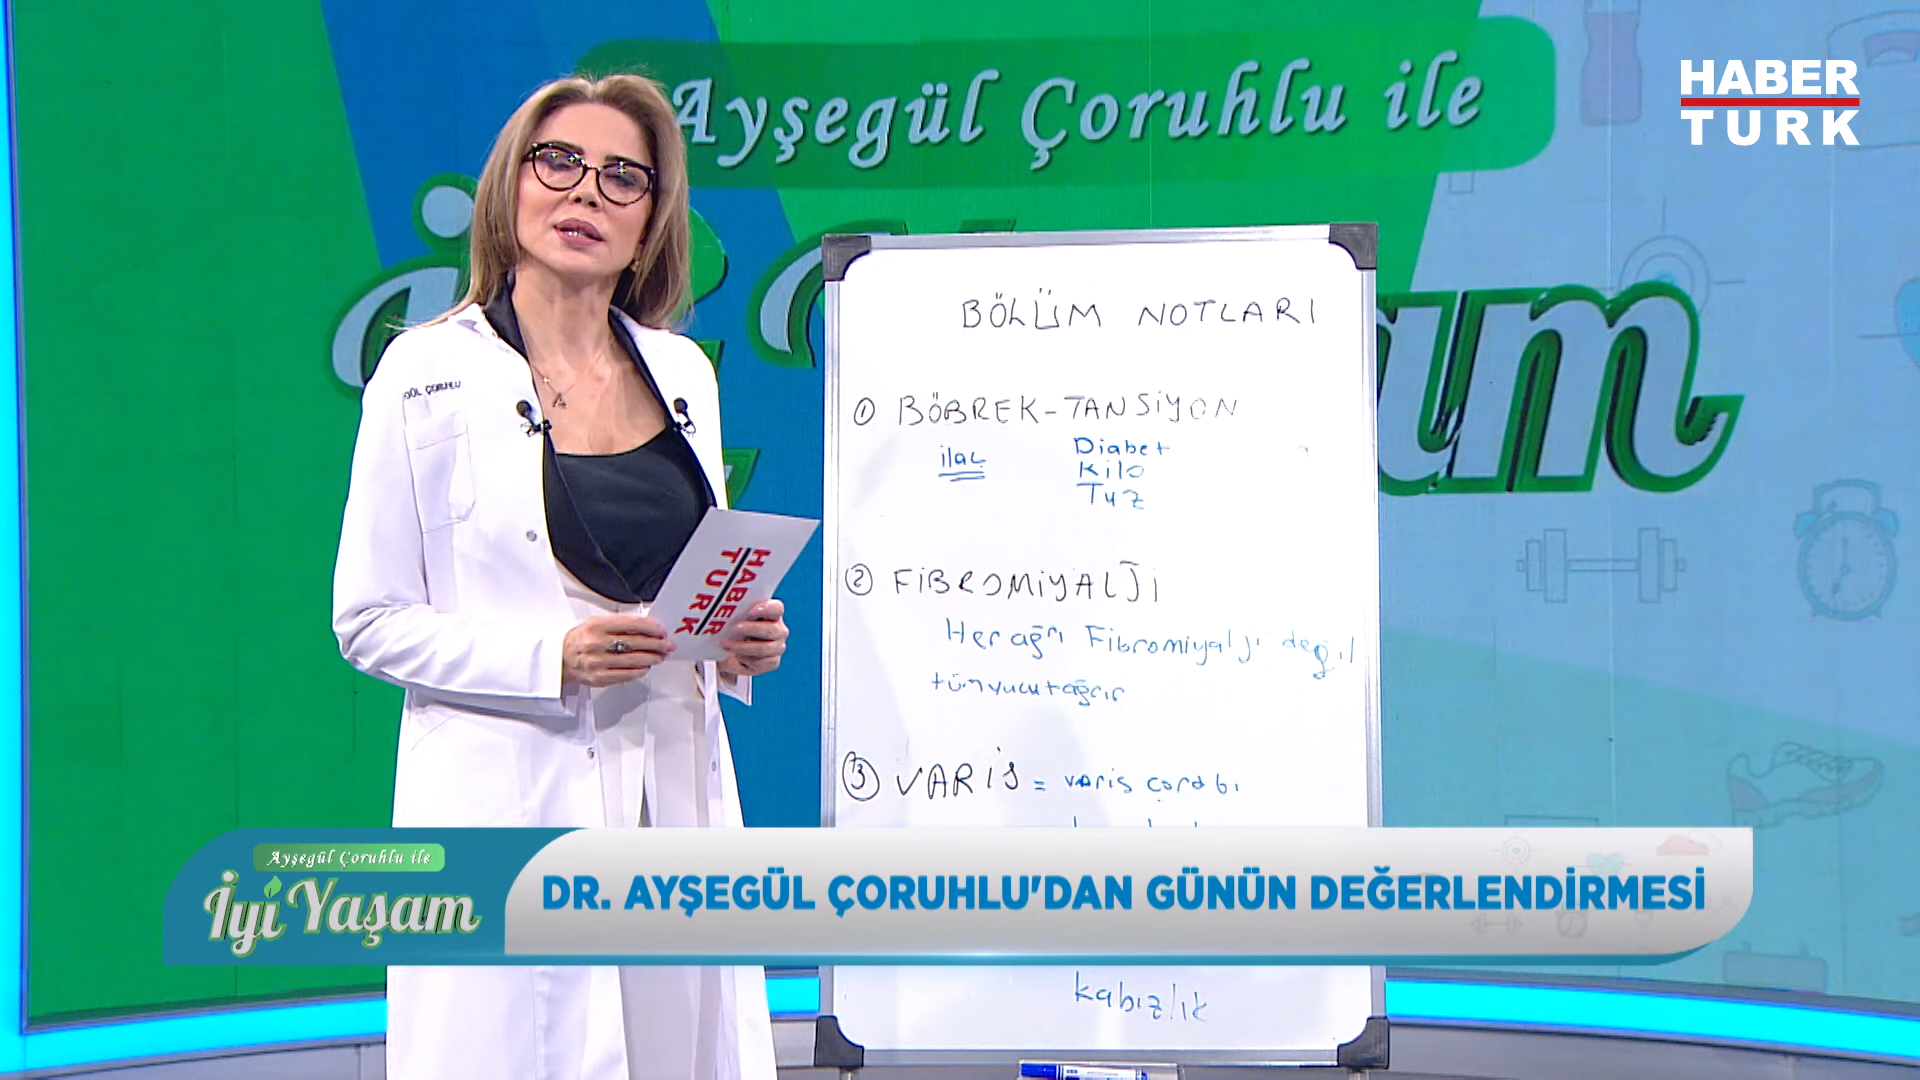 Ayşegül Çoruhlu ile
HABER
TURK
BÖLÜM NOTLARI
① BÖBREK-TANSİYON
ilaç
Diabet
Kilo
Tuz
GÜL ÇORUHLU
HABER
TURK
② FİBROMİYALJİ
Her ağrı Fibromiyalji değil
tüm vucut ağrır
③ VARİS = varis çorabı
Ayşegül Çoruhlu ile
İyi Yaşam
DR. AYŞEGÜL ÇORUHLU'DAN GÜNÜN DEĞERLENDİRMESİ
kabızlık